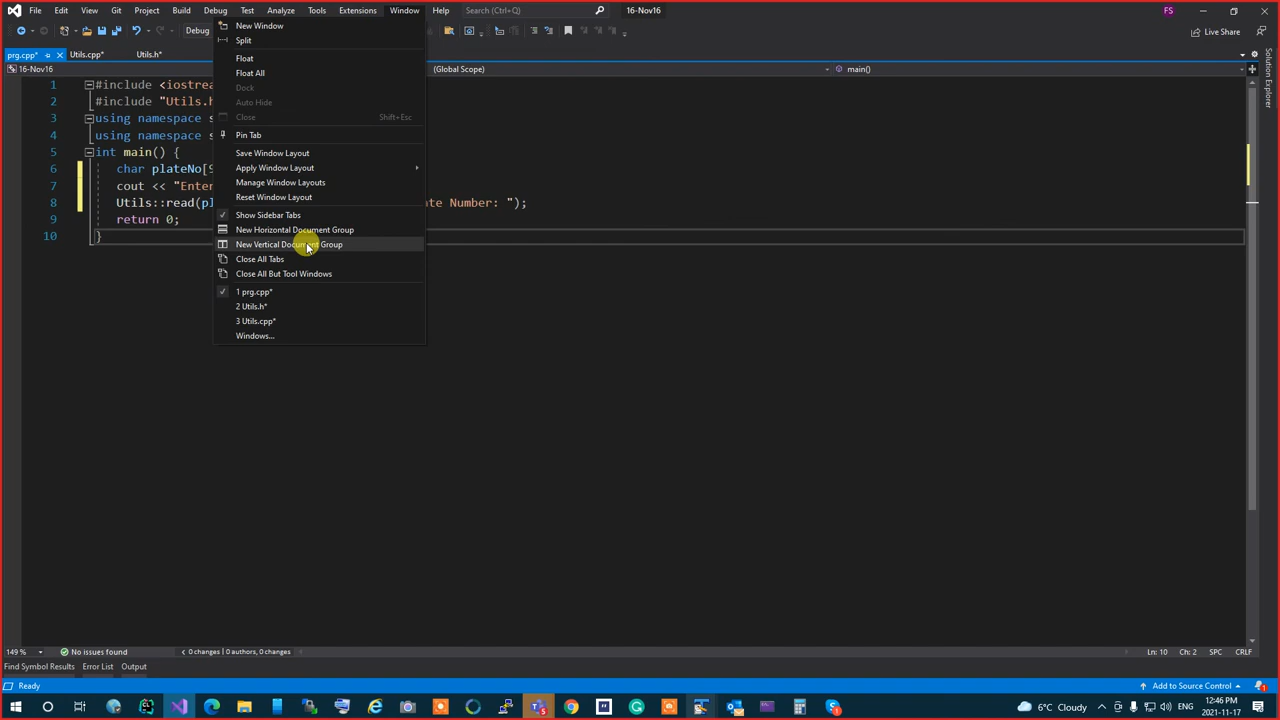 File Edit View Git Project Build Debug Test Analyze Tools Extensions Window Help Search (Ctrl+Q) 16-Nov16 FS
Debug Live Share
prg.cpp* Utils.cpp* Utils.h*
16-Nov16 (Global Scope) main()
New Window
Split
Float
Float All
Dock
Auto Hide
Close Shift+Esc
Pin Tab
Save Window Layout
Apply Window Layout
Manage Window Layouts
Reset Window Layout
Show Sidebar Tabs
New Horizontal Document Group
New Vertical Document Group
Close All Tabs
Close All But Tool Windows
1 prg.cpp*
2 Utils.h*
3 Utils.cpp*
Windows...
1 #include <iostrea
2 #include "Utils.h
3 using namespace s
4 using namespace s
5 int main() {
6 char plateNo[9
7 cout << "Enter
8 Utils::read(pl ate Number: ");
9 return 0;
10 }
Solution Explorer
149 % No issues found 0 changes | 0 authors, 0 changes Ln: 10 Ch: 2 SPC CRLF
Find Symbol Results Error List Output
Ready Add to Source Control
6°C Cloudy ENG 12:46 PM
2021-11-17